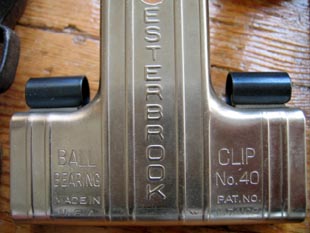 ESTERBROOK
BALL
BEARING
MADE IN
CLIP
No. 40
PAT. NO.